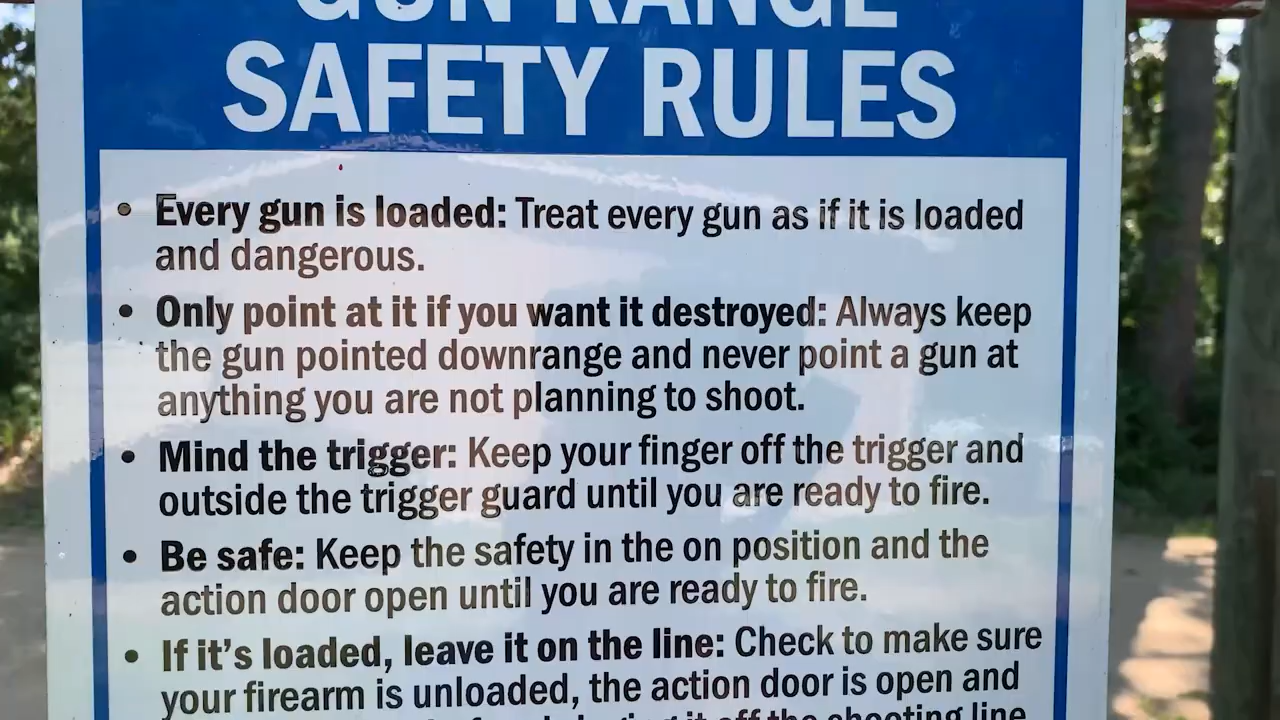 GUN RANGE
SAFETY RULES
• Every gun is loaded: Treat every gun as if it is loaded
and dangerous.
• Only point at it if you want it destroyed: Always keep
the gun pointed downrange and never point a gun at
anything you are not planning to shoot.
• Mind the trigger: Keep your finger off the trigger and
outside the trigger guard until you are ready to fire.
• Be safe: Keep the safety in the on position and the
action door open until you are ready to fire.
• If it's loaded, leave it on the line: Check to make sure
your firearm is unloaded, the action door is open and
it off the shooting line